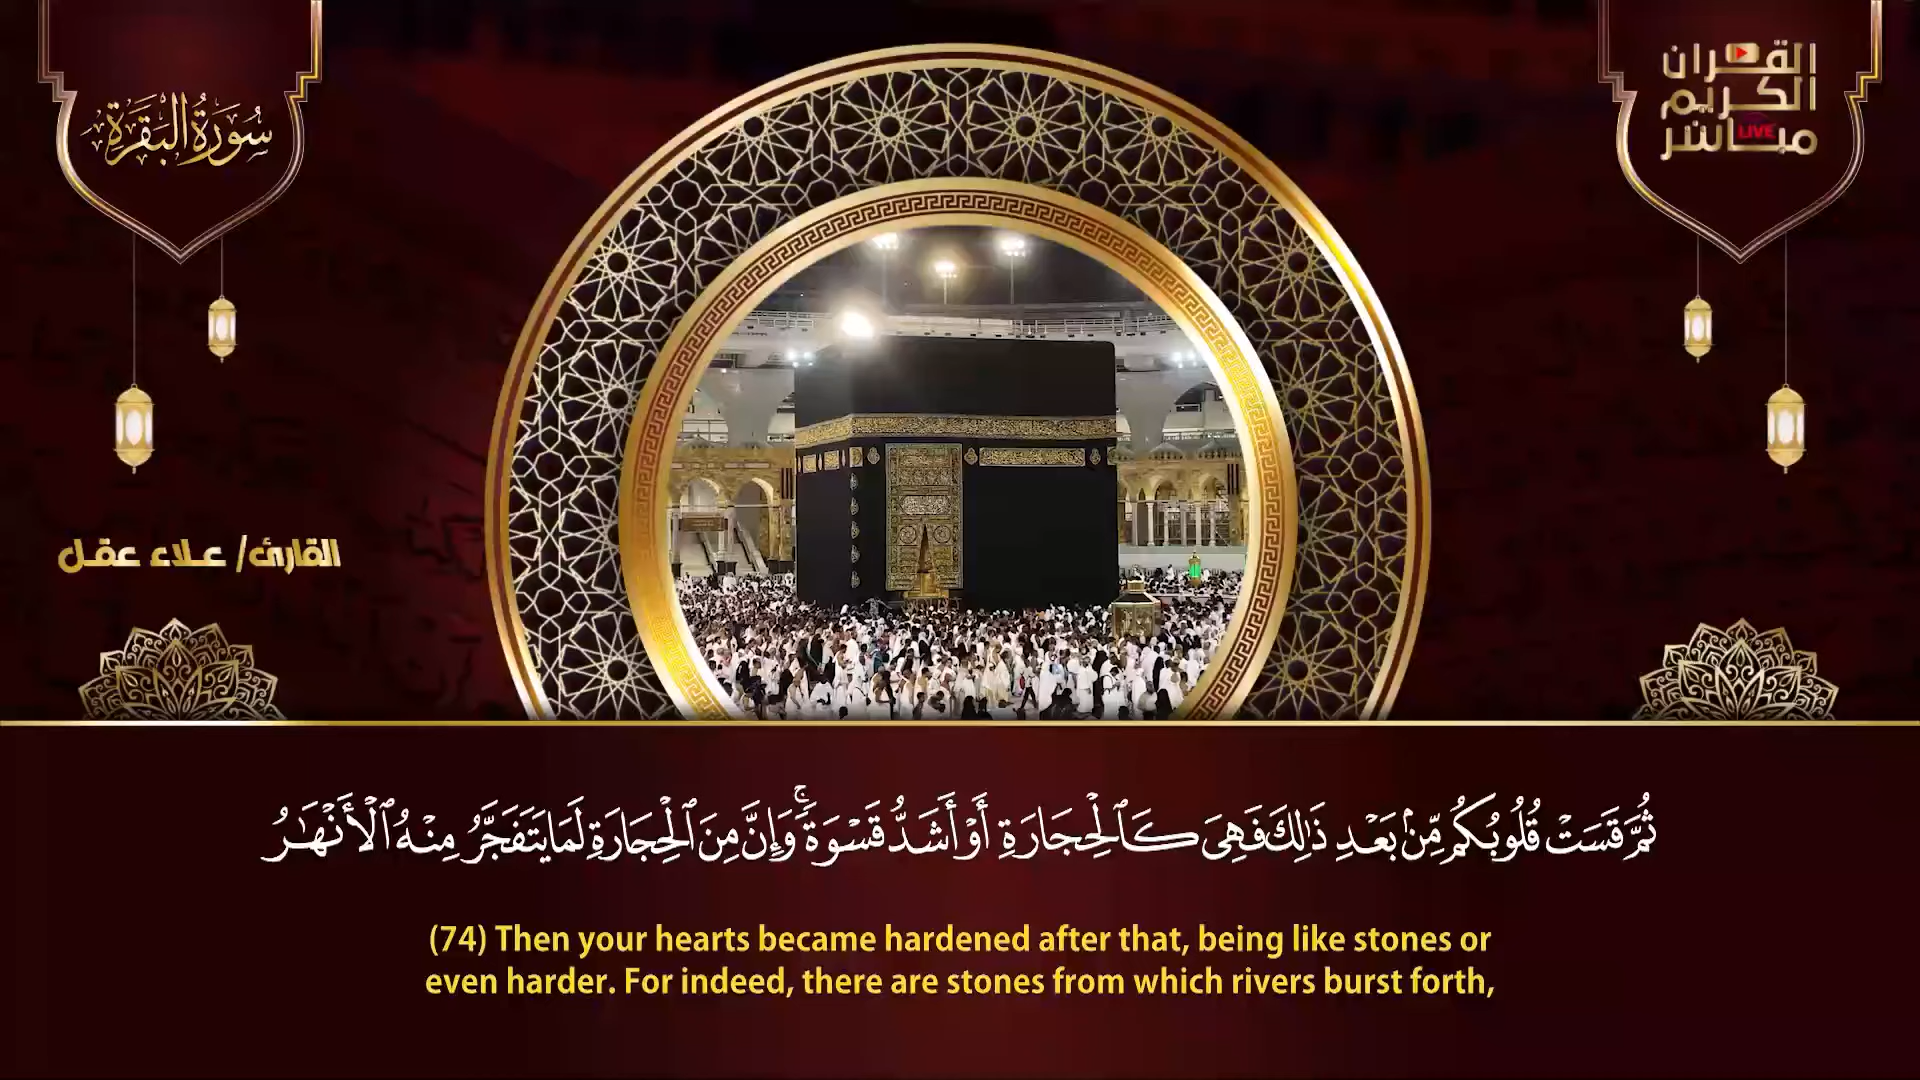 سُورَةُ البَقَرَةِ
القرآن
الكريم
مباشر
LIVE
القارئ/ علاء عقل
ثُمَّ قَسَتْ قُلُوبُكُم مِّنۢ بَعْدِ ذَٰلِكَ فَهِىَ كَٱلْحِجَارَةِ أَوْ أَشَدُّ قَسْوَةً ۚ وَإِنَّ مِنَ ٱلْحِجَارَةِ لَمَا يَتَفَجَّرُ مِنْهُ ٱلْأَنْهَـٰرُ
(74) Then your hearts became hardened after that, being like stones or
even harder. For indeed, there are stones from which rivers burst forth,